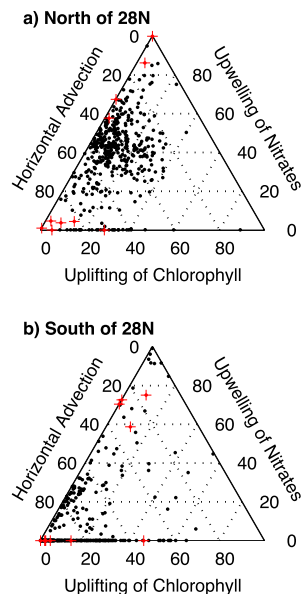 a) North of 28N
0
20 80
40 60
60 40
80 20
0
0 20 40 60 80
Horizontal Advection
Upwelling of Nitrates
Uplifting of Chlorophyll
b) South of 28N
0
20 80
40 60
60 40
80 20
0
0 20 40 60 80
Horizontal Advection
Upwelling of Nitrates
Uplifting of Chlorophyll